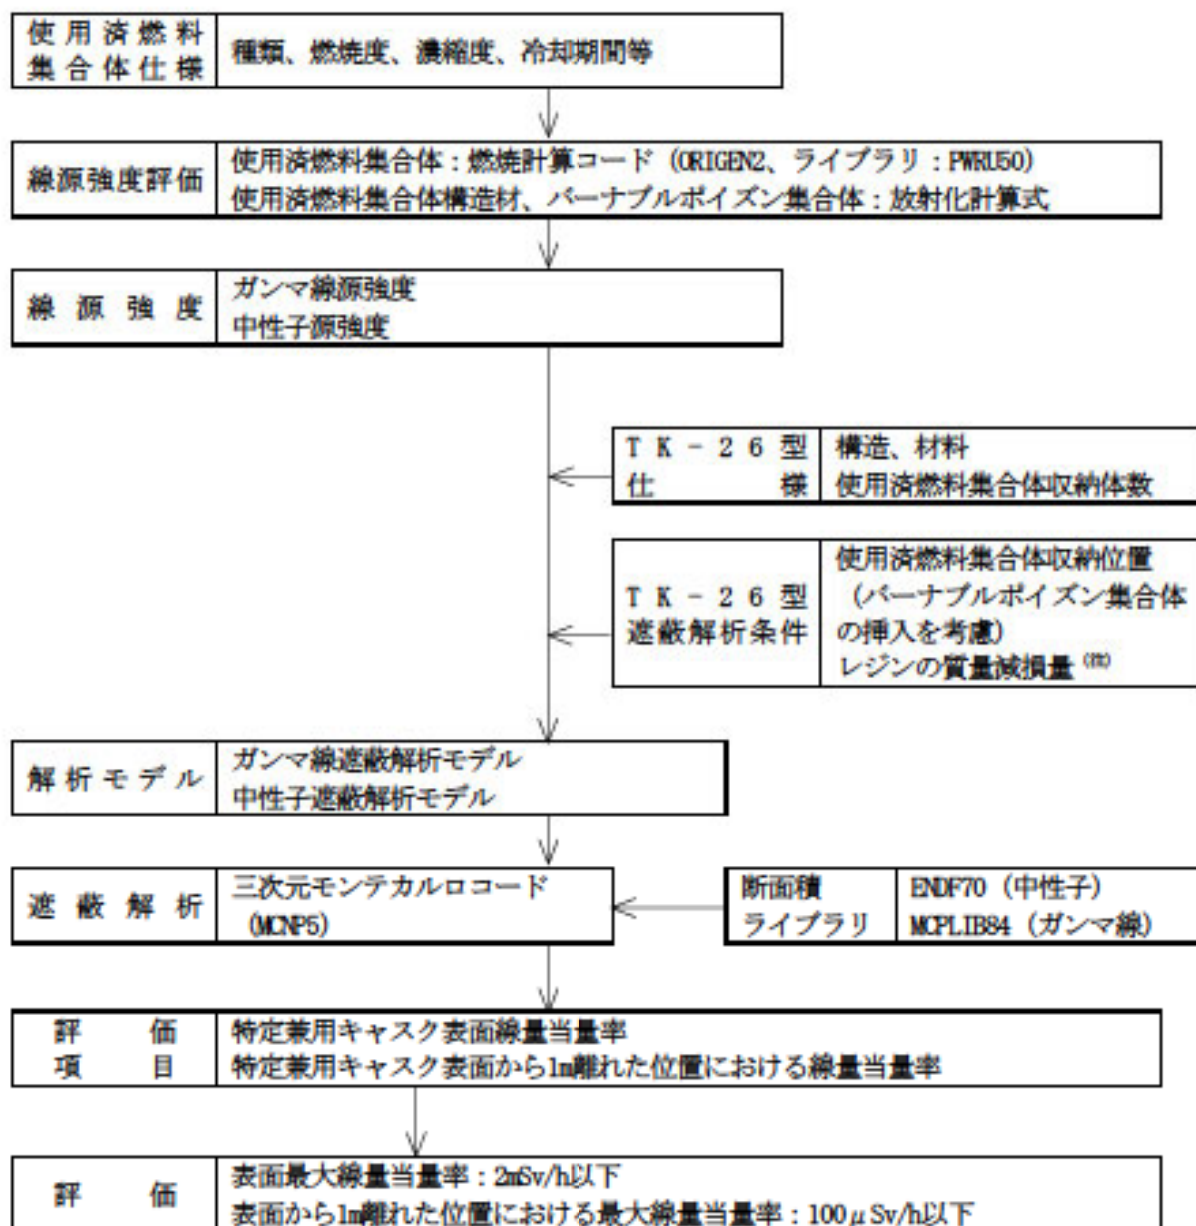 使用済燃料
集合体仕様
種類、燃焼度、濃縮度、冷却期間等
線源強度評価
使用済燃料集合体：燃焼計算コード（ORIGEN2、ライブラリ：PWRU50）
使用済燃料集合体構造材、バーナブルポイズン集合体：放射化計算式
線源強度
ガンマ線源強度
中性子源強度
TK-26型
仕様
構造、材料
使用済燃料集合体収納体数
TK-26型
遮蔽解析条件
使用済燃料集合体収納位置
（バーナブルポイズン集合体
の挿入を考慮）
レジンの質量減損量(注)
解析モデル
ガンマ線遮蔽解析モデル
中性子遮蔽解析モデル
遮蔽解析
三次元モンテカルロコード
(MCNP5)
断面積
ライブラリ
ENDF70（中性子）
MCPLIB84（ガンマ線）
評価
項目
特定兼用キャスク表面線量当量率
特定兼用キャスク表面から1m離れた位置における線量当量率
評価
表面最大線量当量率：2mSv/h以下
表面から1m離れた位置における最大線量当量率：100μSv/h以下